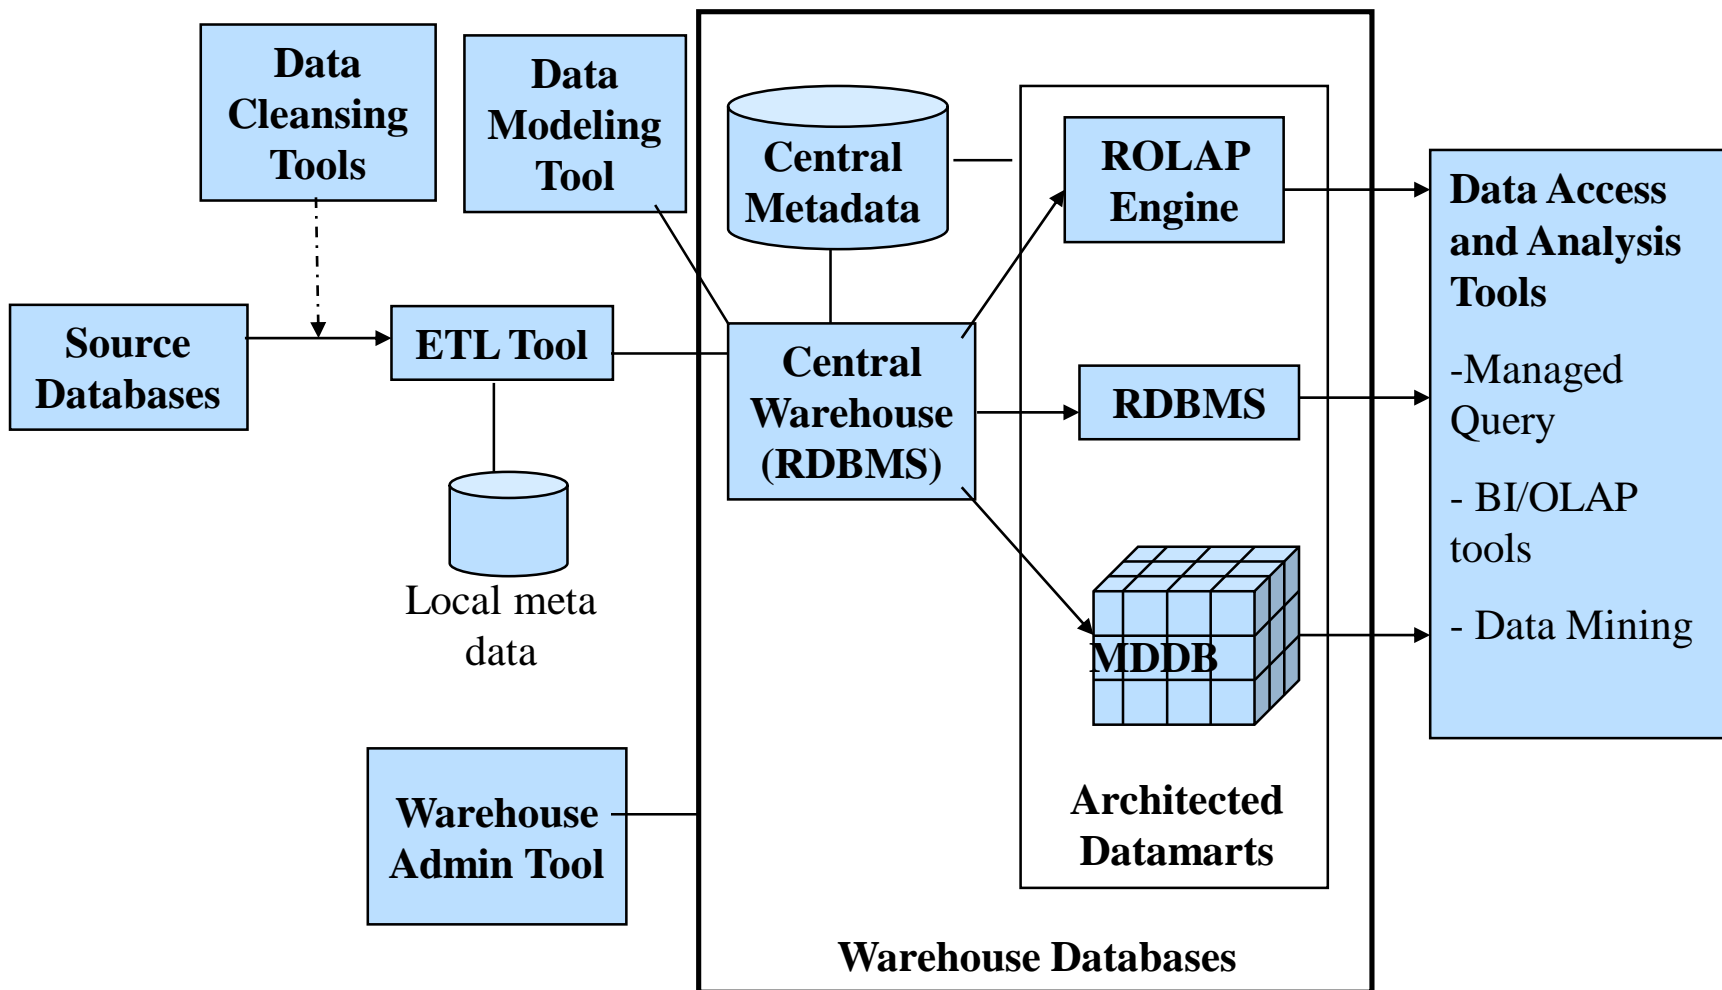 Data
Cleansing
Tools
Data
Modeling
Tool
Central
Metadata
ROLAP
Engine
Data Access
and Analysis
Tools
-Managed
Query
- BI/OLAP
tools
- Data Mining
Source
Databases
ETL Tool
Central
Warehouse
(RDBMS)
RDBMS
Local meta
data
MDDB
Warehouse
Admin Tool
Architected
Datamarts
Warehouse Databases